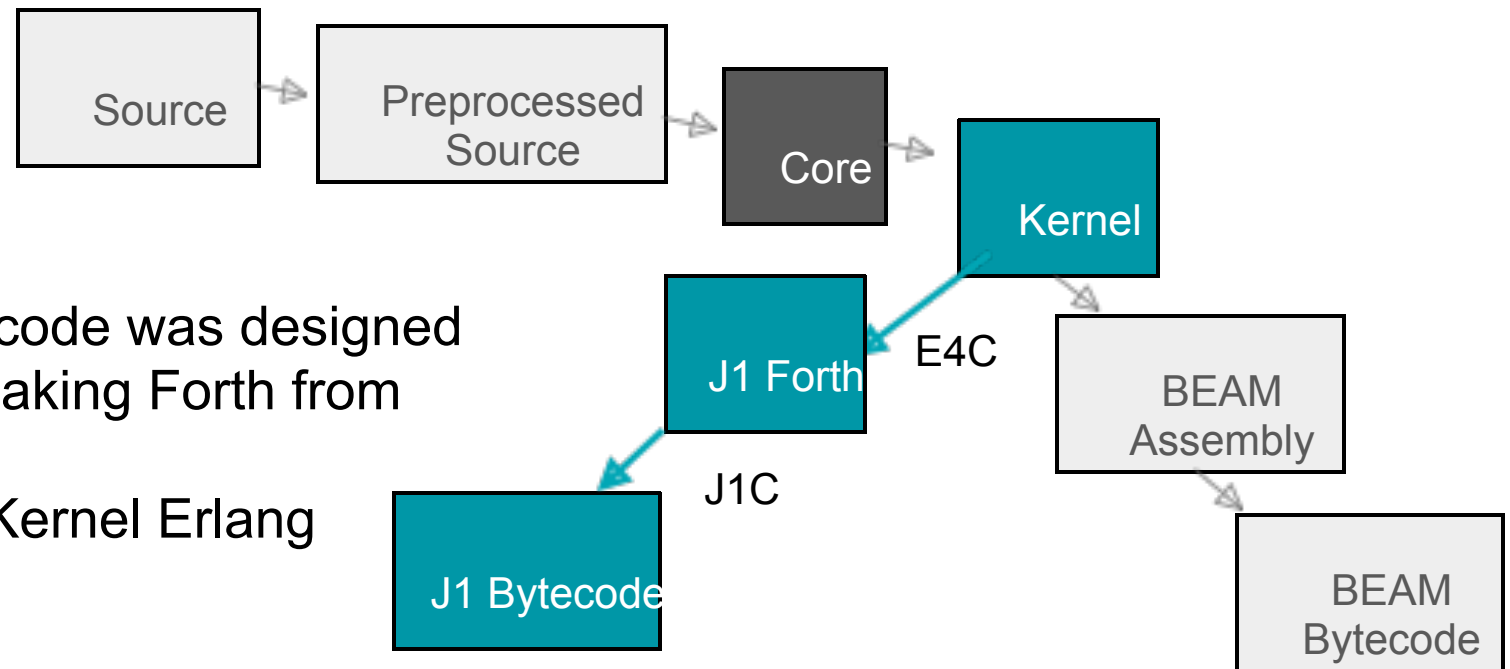 Source
Preprocessed
Source
Core
Kernel
code was designed
aking Forth from
Kernel Erlang
J1 Forth
E4C
BEAM
Assembly
J1C
J1 Bytecode
BEAM
Bytecode